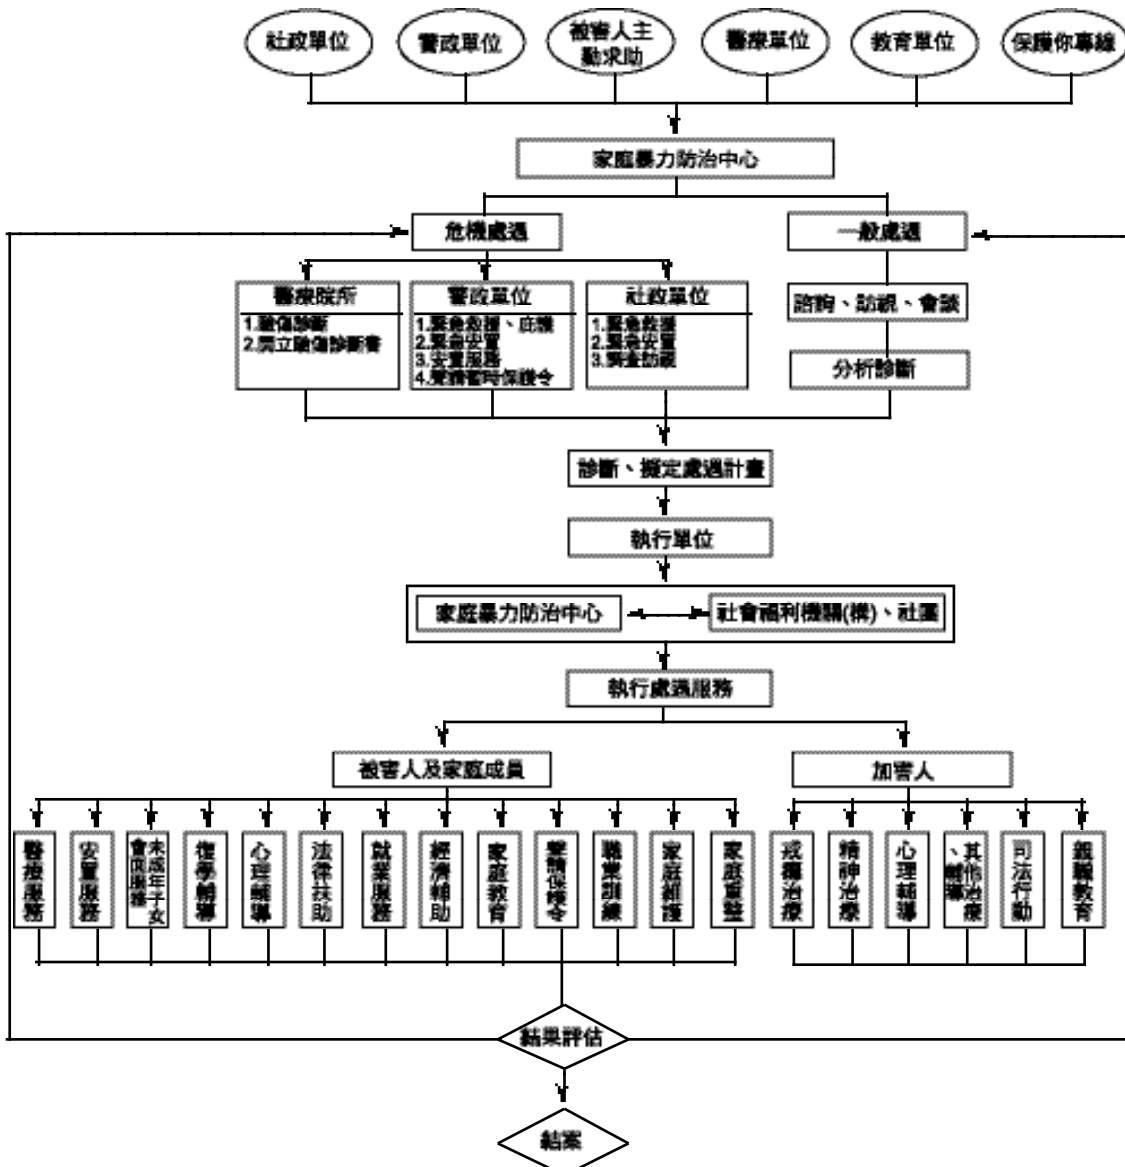 社政單位
警政單位
被害人主
動求助
醫療單位
教育單位
保護你專線
家庭暴力防治中心
危機處遇
一般處遇
醫療院所
1.驗傷診斷
2.開立驗傷診斷書
警政單位
1.緊急救援、庇護
2.緊急安置
3.安置服務
4.聲請暫時保護令
社政單位
1.緊急救援
2.緊急安置
3.調查訪視
諮詢、訪視、會談
分析診斷
診斷、擬定處遇計畫
執行單位
家庭暴力防治中心
社會福利機關(構)、社團
執行處遇服務
被害人及家庭成員
加害人
醫療服務
安置服務
未成年子女
會面服務
復學輔導
心理輔導
法律扶助
就業服務
經濟輔助
家庭教育
聲請保護令
職業訓練
家庭維護
家庭重整
戒癮治療
精神治療
心理輔導
其他治療
、輔導
司法行動
親職教育
結果評估
結案